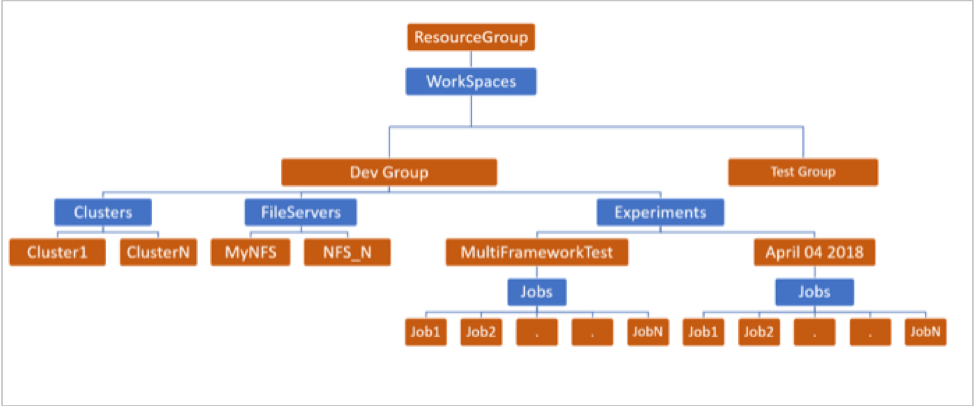 ResourceGroup
WorkSpaces
Dev Group
Test Group
Clusters
FileServers
Experiments
Cluster1
ClusterN
MyNFS
NFS_N
MultiFrameworkTest
April 04 2018
Jobs
Jobs
Job1
Job2
.
.
JobN
Job1
Job2
.
.
JobN